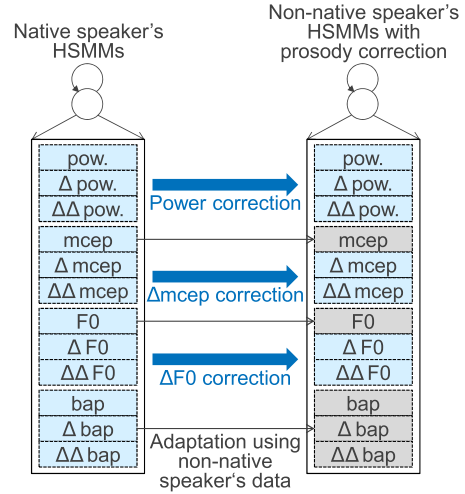 Native speaker's
HSMMs
Non-native speaker's
HSMMs with
prosody correction
pow.
Δ pow.
ΔΔ pow.
mcep
Δ mcep
ΔΔ mcep
F0
Δ F0
ΔΔ F0
bap
Δ bap
ΔΔ bap
Power correction
Δmcep correction
ΔF0 correction
Adaptation using
non-native
speaker‘s data
pow.
Δ pow.
ΔΔ pow.
mcep
Δ mcep
ΔΔ mcep
F0
Δ F0
ΔΔ F0
bap
Δ bap
ΔΔ bap